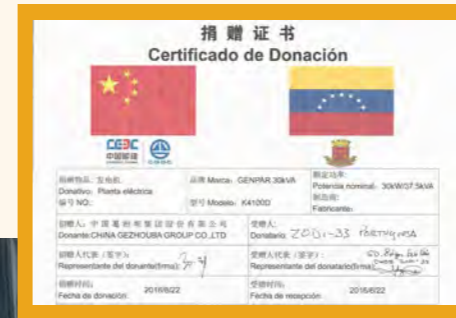 捐赠证书
Certificado de Donación
CEEC
中国能建
捐赠物品：发电机
Donativo: Planta eléctrica
品牌 Marca: GENPAR 30kVA
额定功率:
Potencia nominal: 30kW/37.5kVA
编号 NO.:
型号 Modelo: K4100D
制造商:
Fabricante:
捐赠人：中国葛洲坝集团股份有限公司
Donante:CHINA GEZHOUBA GROUP CO.,LTD
受赠人:
Donatario: ZODI-33 PORTUGUESA
捐赠人代表（签字）:
Representante del donante(firma):
受赠人代表（签字）:
Representante del donatario(firma):
捐赠时间:
Fecha de donación: 2016/6/22
受赠时间:
Fecha de recepción: 2016/6/22